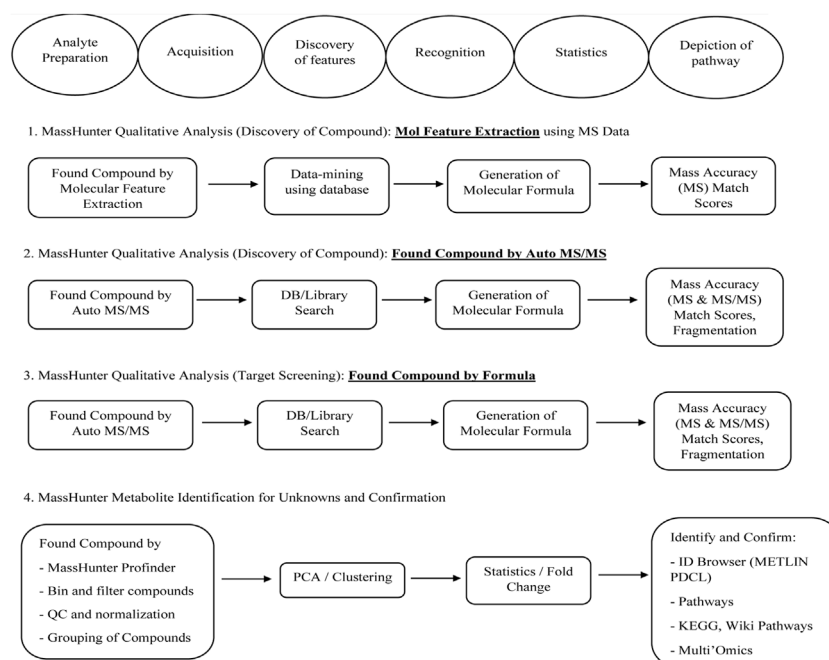 Analyte
Preparation
Acquisition
Discovery
of features
Recognition
Statistics
Depiction of
pathway
1. MassHunter Qualitative Analysis (Discovery of Compound): Mol Feature Extraction using MS Data
Found Compound by
Molecular Feature
Extraction
Data-mining
using database
Generation of
Molecular Formula
Mass Accuracy
(MS) Match
Scores
2. MassHunter Qualitative Analysis (Discovery of Compound): Found Compound by Auto MS/MS
Found Compound by
Auto MS/MS
DB/Library
Search
Generation of
Molecular Formula
Mass Accuracy
(MS & MS/MS)
Match Scores,
Fragmentation
3. MassHunter Qualitative Analysis (Target Screening): Found Compound by Formula
Found Compound by
Auto MS/MS
DB/Library
Search
Generation of
Molecular Formula
Mass Accuracy
(MS & MS/MS)
Match Scores,
Fragmentation
4. MassHunter Metabolite Identification for Unknowns and Confirmation
Found Compound by
- MassHunter Profinder
- Bin and filter compounds
- QC and normalization
- Grouping of Compounds
PCA / Clustering
Statistics / Fold
Change
Identify and Confirm:
- ID Browser (METLIN
PDCL)
- Pathways
- KEGG, Wiki Pathways
- Multi'Omics